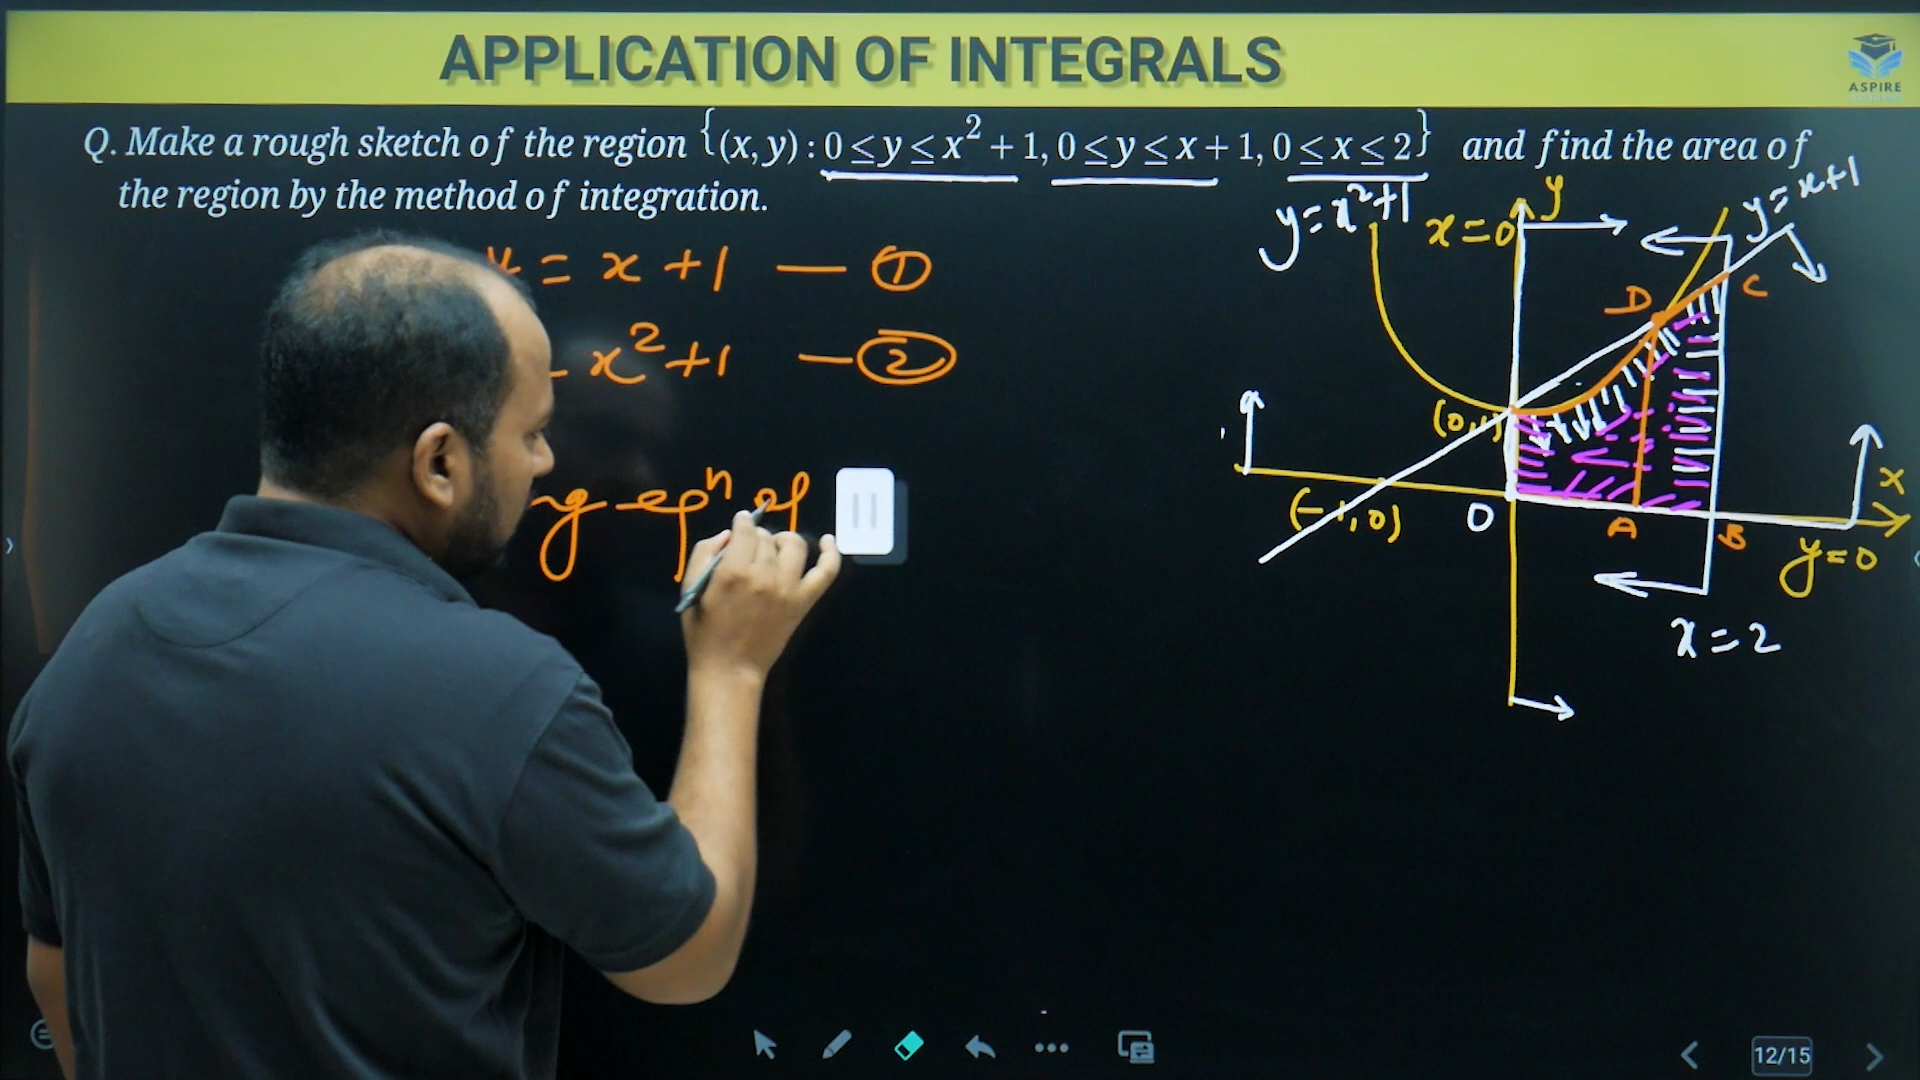 APPLICATION OF INTEGRALS
ASPIRE
Q. Make a rough sketch of the region {(x, y) : 0 ≤ y ≤ x² + 1, 0 ≤ y ≤ x + 1, 0 ≤ x ≤ 2} and find the area of
the region by the method of integration.
y = x + 1 — ①
x² + 1 — ②
eqⁿ of
y = x² + 1
x = 0
y
y = x + 1
D
C
(-1, 0)
O
A
B
x
y = 0
x = 2
12/15